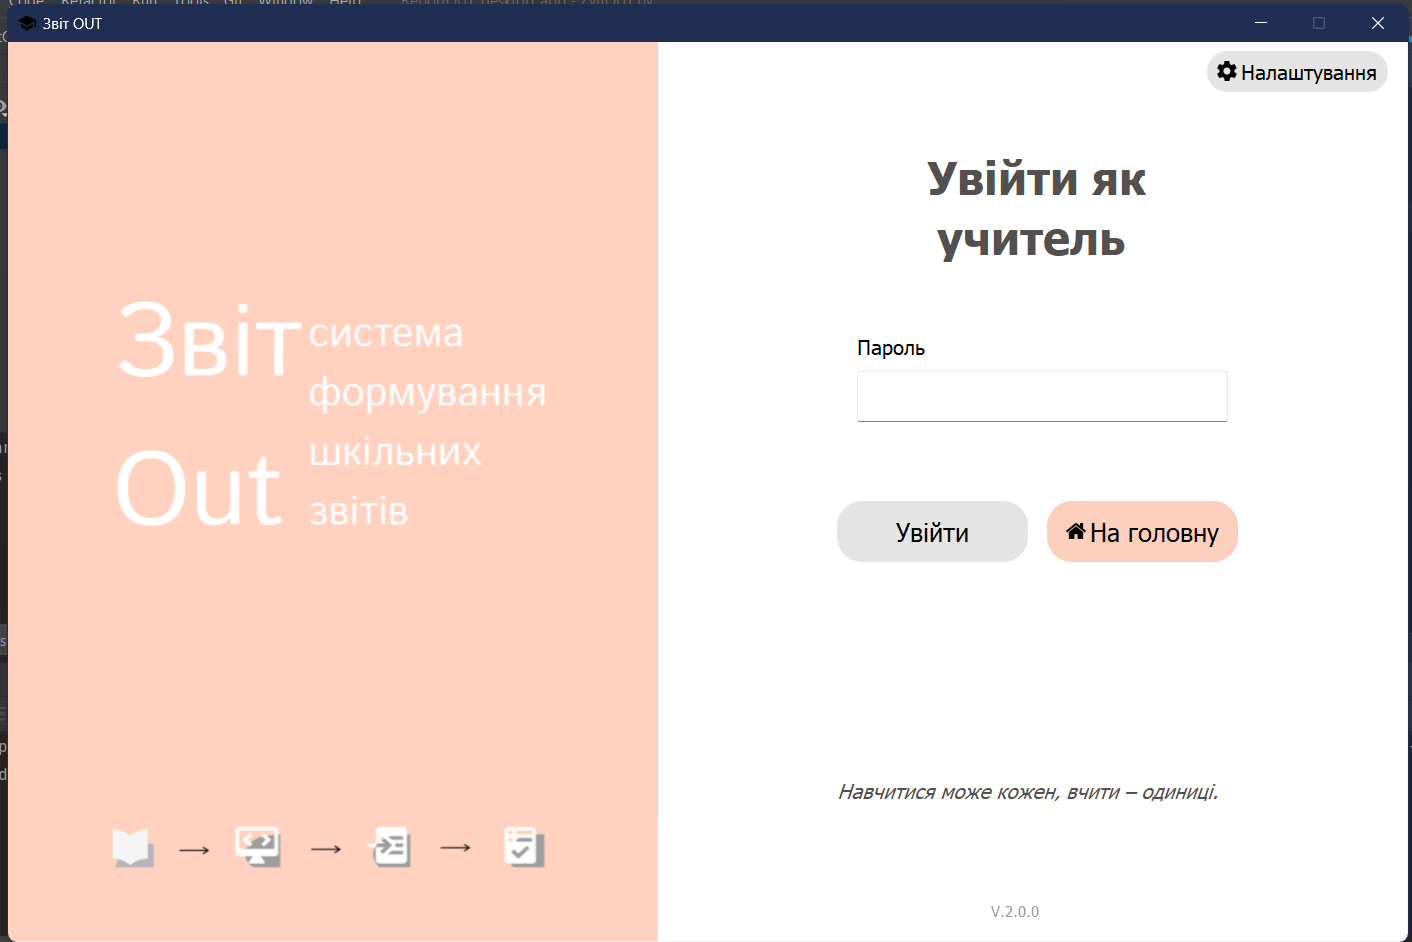 Звіт OUT
Налаштування
Увійти як
учитель
Звіт
Out
система
формування
шкільних
звітів
Пароль
Увійти
На головну
Навчитися може кожен, вчити – одиниці.
V.2.0.0